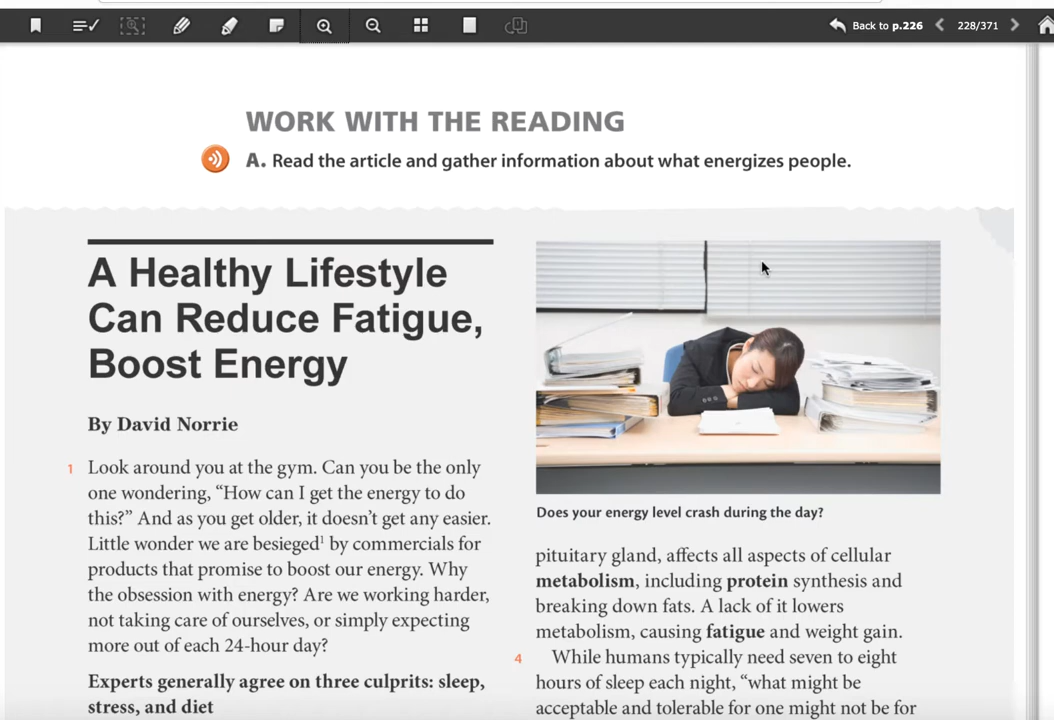 Back to p.226
228/371
WORK WITH THE READING
A. Read the article and gather information about what energizes people.
A Healthy Lifestyle
Can Reduce Fatigue,
Boost Energy
By David Norrie
1 Look around you at the gym. Can you be the only
one wondering, “How can I get the energy to do
this?” And as you get older, it doesn’t get any easier.
Little wonder we are besieged¹ by commercials for
products that promise to boost our energy. Why
the obsession with energy? Are we working harder,
not taking care of ourselves, or simply expecting
more out of each 24-hour day?
Experts generally agree on three culprits: sleep,
stress, and diet
Does your energy level crash during the day?
pituitary gland, affects all aspects of cellular
metabolism, including protein synthesis and
breaking down fats. A lack of it lowers
metabolism, causing fatigue and weight gain.
4 While humans typically need seven to eight
hours of sleep each night, “what might be
acceptable and tolerable for one might not be for